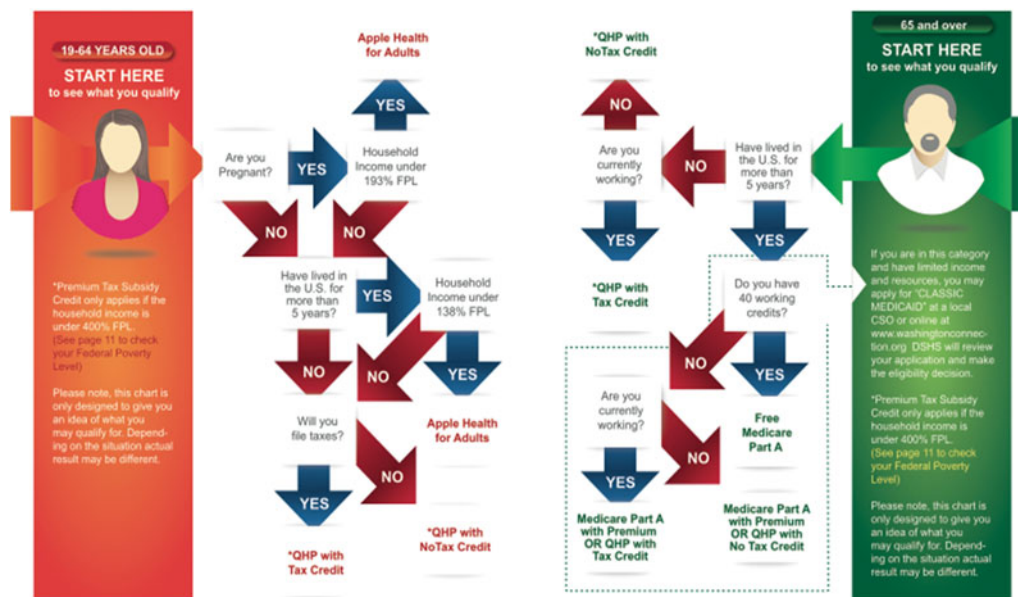 19-64 YEARS OLD
START HERE
to see what you qualify
*Premium Tax Subsidy
Credit only applies if the
household income is
under 400% FPL.
(See page 11 to check
your Federal Poverty
Level)
Please note, this chart is
only designed to give you
an idea of what you
may qualify for. Depend-
ing on the situation actual
result may be different.
Apple Health
for Adults
YES
Are you
Pregnant?
YES
Household
Income under
193% FPL
NO
NO
Have lived in
the U.S. for
more than
5 years?
YES
Household
Income under
138% FPL
NO
NO
YES
Will you
file taxes?
Apple Health
for Adults
NO
YES
*QHP with
NoTax Credit
*QHP with
Tax Credit
*QHP with
NoTax Credit
NO
Are you
currently
working?
NO
Have lived in
the U.S. for
more than
5 years?
YES
YES
*QHP with
Tax Credit
Do you have
40 working
credits?
NO
YES
Are you
currently
working?
Free
Medicare
Part A
NO
YES
Medicare Part A
with Premium
OR QHP with
Tax Credit
Medicare Part A
with Premium
OR QHP with
No Tax Credit
65 and over
START HERE
to see what you qualify
If you are in this category
and have limited income
and resources, you may
apply for "CLASSIC
MEDICAID" at a local
CSO or online at
www.washingtonconnec-
tion.org DSHS will review
your application and make
the eligibility decision.
*Premium Tax Subsidy
Credit only applies if the
household income is
under 400% FPL.
(See page 11 to check
your Federal Poverty
Level)
Please note, this chart is
only designed to give you
an idea of what you
may qualify for. Depend-
ing on the situation actual
result may be different.